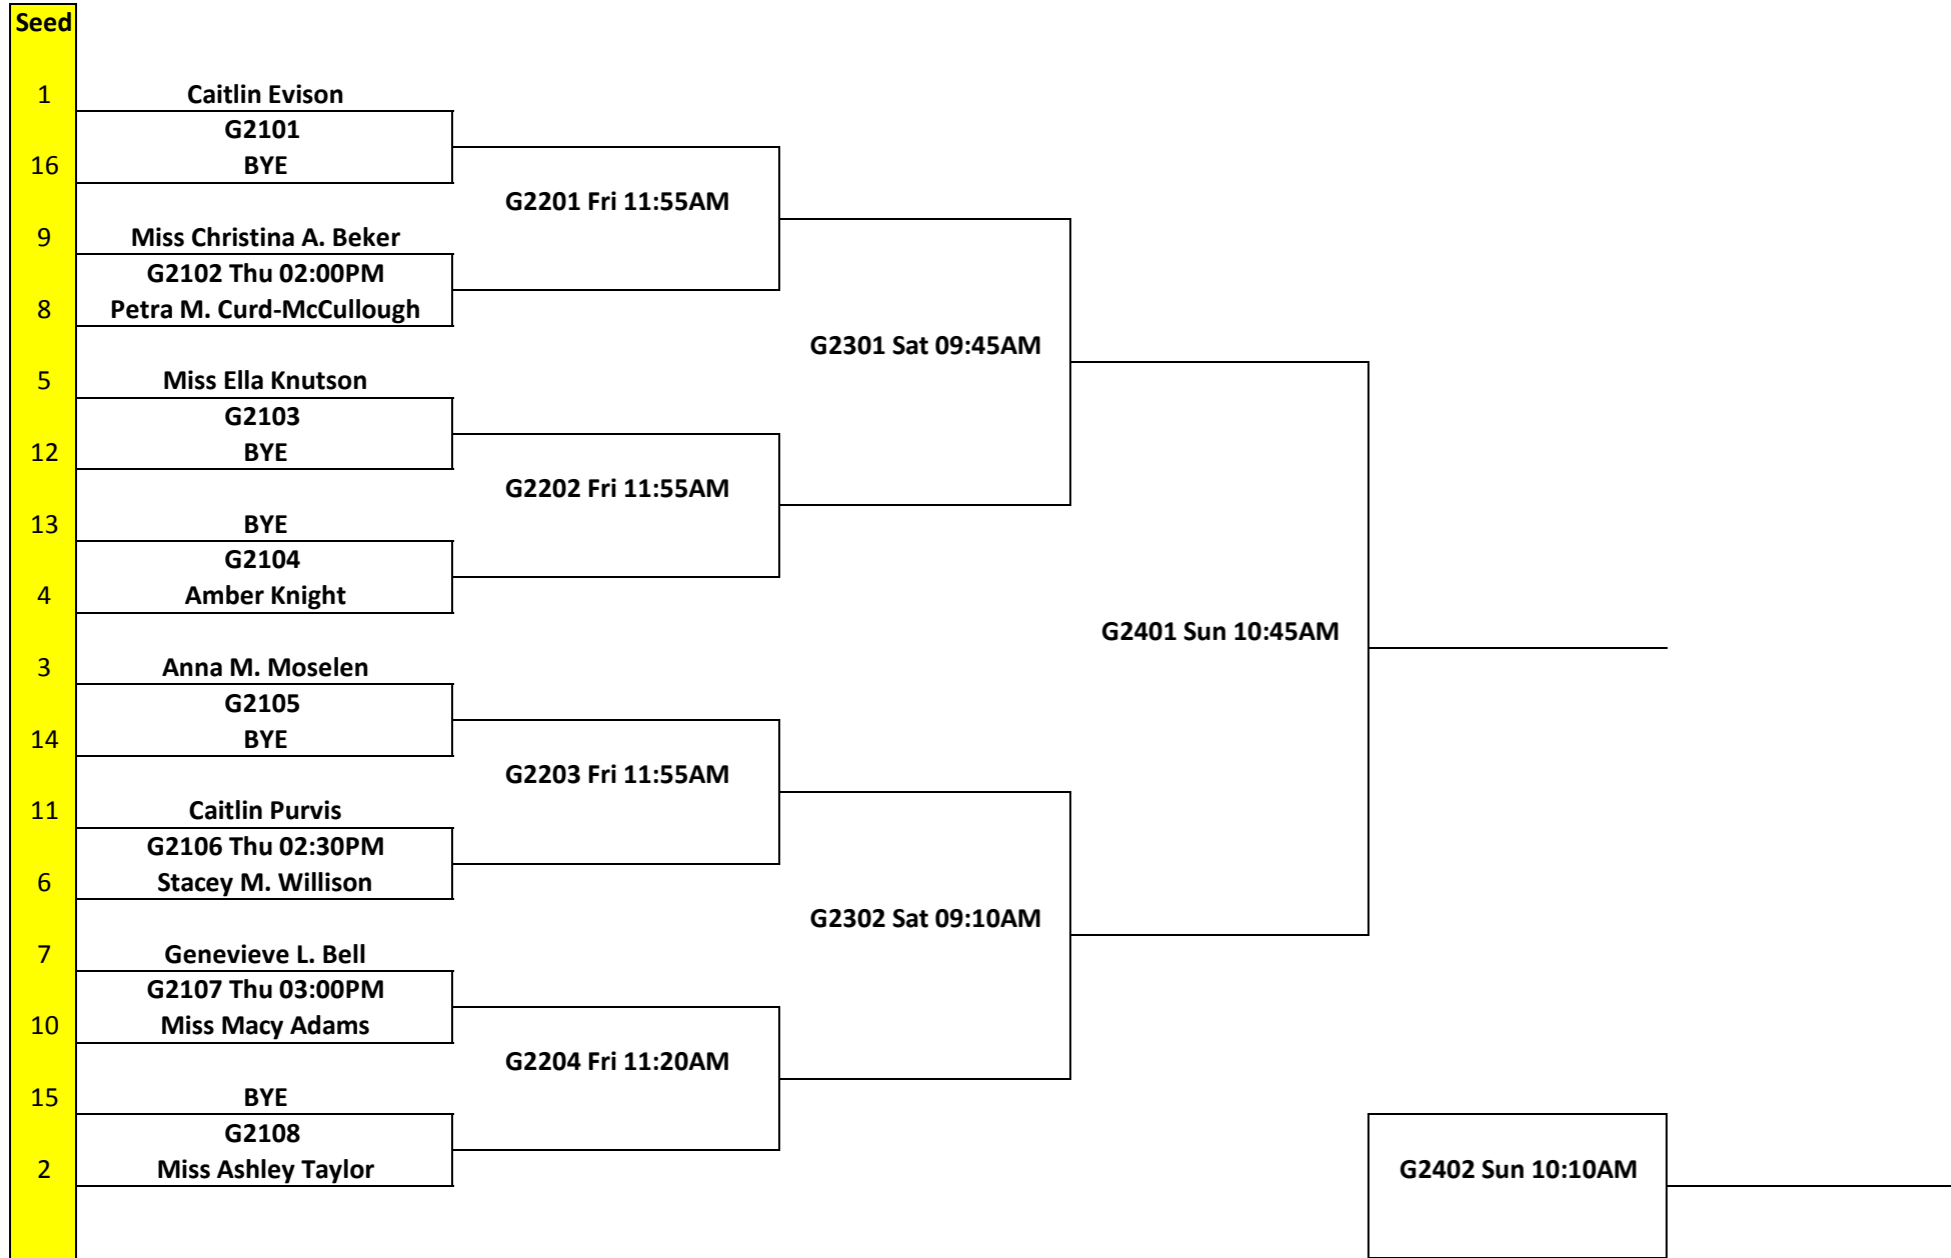 Seed
1 Caitlin Evison
G2101
16 BYE
G2201 Fri 11:55AM
9 Miss Christina A. Beker
G2102 Thu 02:00PM
8 Petra M. Curd-McCullough
G2301 Sat 09:45AM
5 Miss Ella Knutson
G2103
12 BYE
G2202 Fri 11:55AM
13 BYE
G2104
4 Amber Knight
G2401 Sun 10:45AM
3 Anna M. Moselen
G2105
14 BYE
G2203 Fri 11:55AM
11 Caitlin Purvis
G2106 Thu 02:30PM
6 Stacey M. Willison
G2302 Sat 09:10AM
7 Genevieve L. Bell
G2107 Thu 03:00PM
10 Miss Macy Adams
G2204 Fri 11:20AM
15 BYE
G2108
2 Miss Ashley Taylor
G2402 Sun 10:10AM